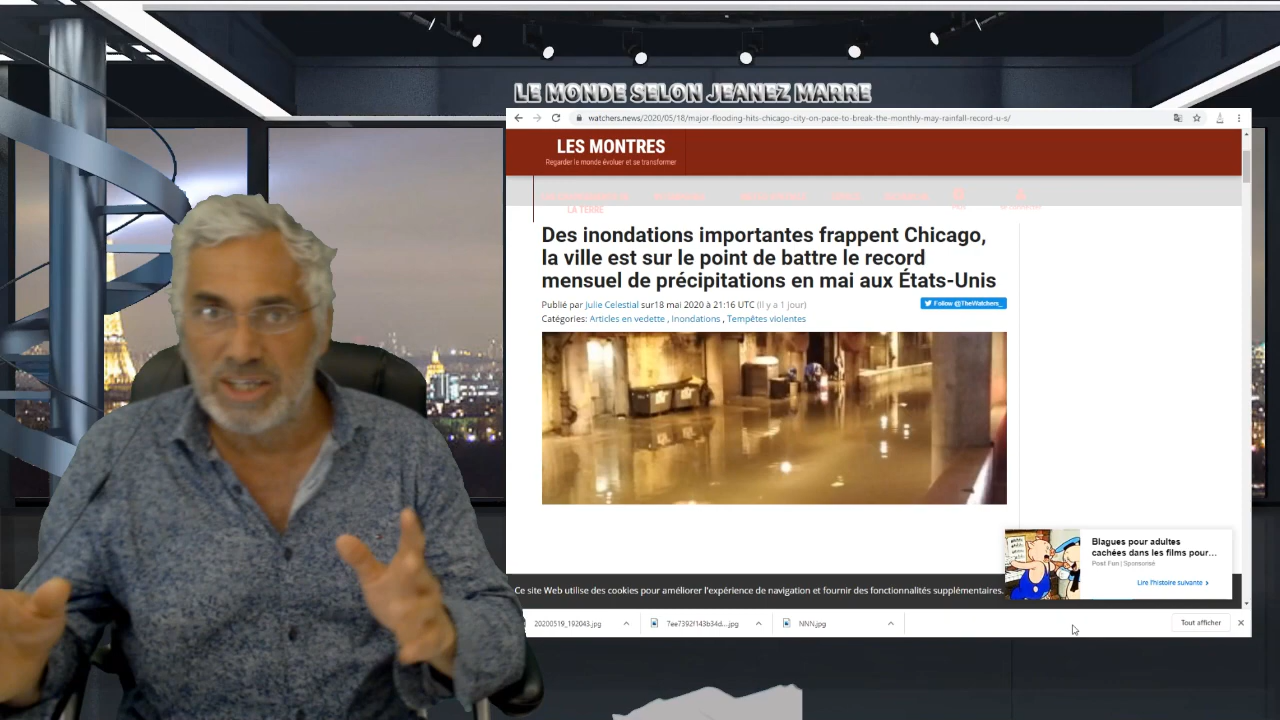 LE MONDE SELON JEANEZ MARRE
watchers.news/2020/05/18/major-flooding-hits-chicago-city-on-pace-to-break-the-monthly-may-rainfall-record-u-s/
LES MONTRES
Regarder le monde évoluer et se transformer
LA TERRE
Des inondations importantes frappent Chicago,
la ville est sur le point de battre le record
mensuel de précipitations en mai aux États-Unis
Publié par Julie Celestial sur18 mai 2020 à 21:16 UTC (Il y a 1 jour)
Follow @TheWatchers_
Catégories: Articles en vedette , Inondations , Tempêtes violentes
Blagues pour adultes
cachées dans les films pour...
Post Fun | Sponsorisé
Lire l'histoire suivante >
Ce site Web utilise des cookies pour améliorer l'expérience de navigation et fournir des fonctionnalités supplémentaires.
20200519_192043.jpg
7ee7392f143b34d....jpg
NNN.jpg
Tout afficher